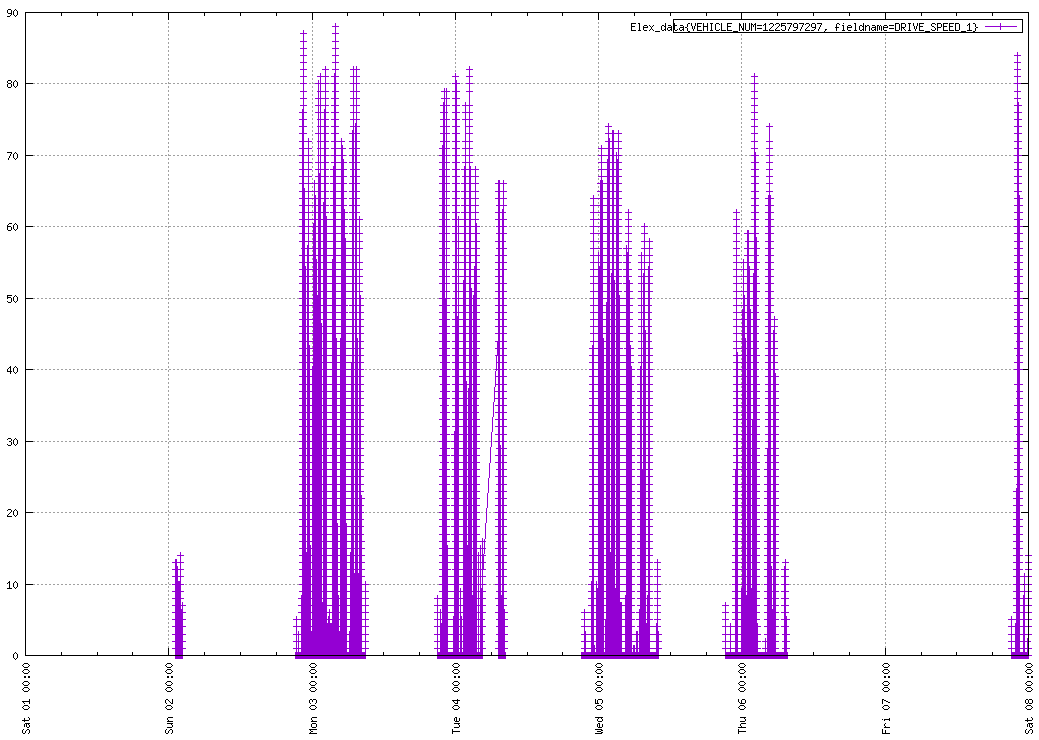 90
Elex_data{VEHICLE_NUM=1225797297, fieldname=DRIVE_SPEED_1}
80
70
60
50
40
30
20
10
0
Sat 01 00:00
Sun 02 00:00
Mon 03 00:00
Tue 04 00:00
Wed 05 00:00
Thu 06 00:00
Fri 07 00:00
Sat 08 00:00